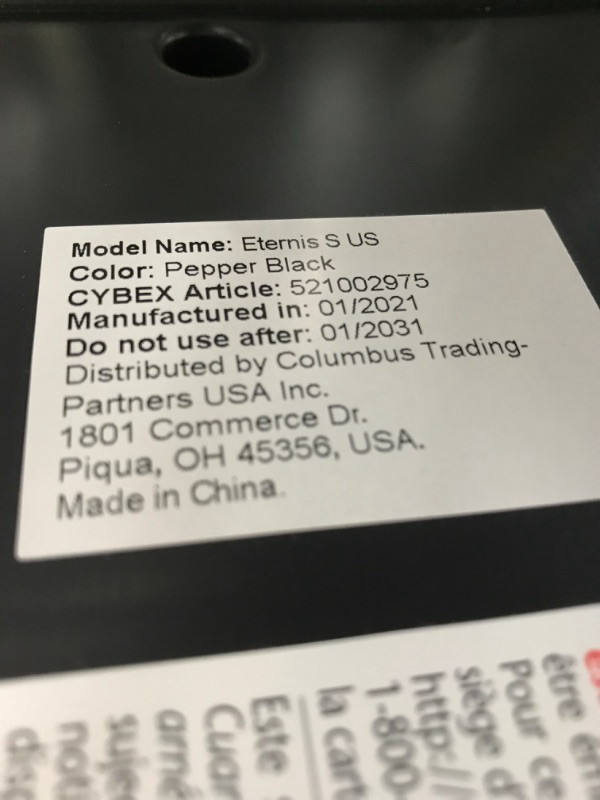 Model Name: Eternis S US
Color: Pepper Black
CYBEX Article: 521002975
Manufactured in: 01/2021
Do not use after: 01/2031
Distributed by Columbus Trading-
Partners USA Inc.
1801 Commerce Dr.
Piqua, OH 45356, USA.
Made in China.
être
Pour ce
siège d'
http://
1-800-
la cart
Este